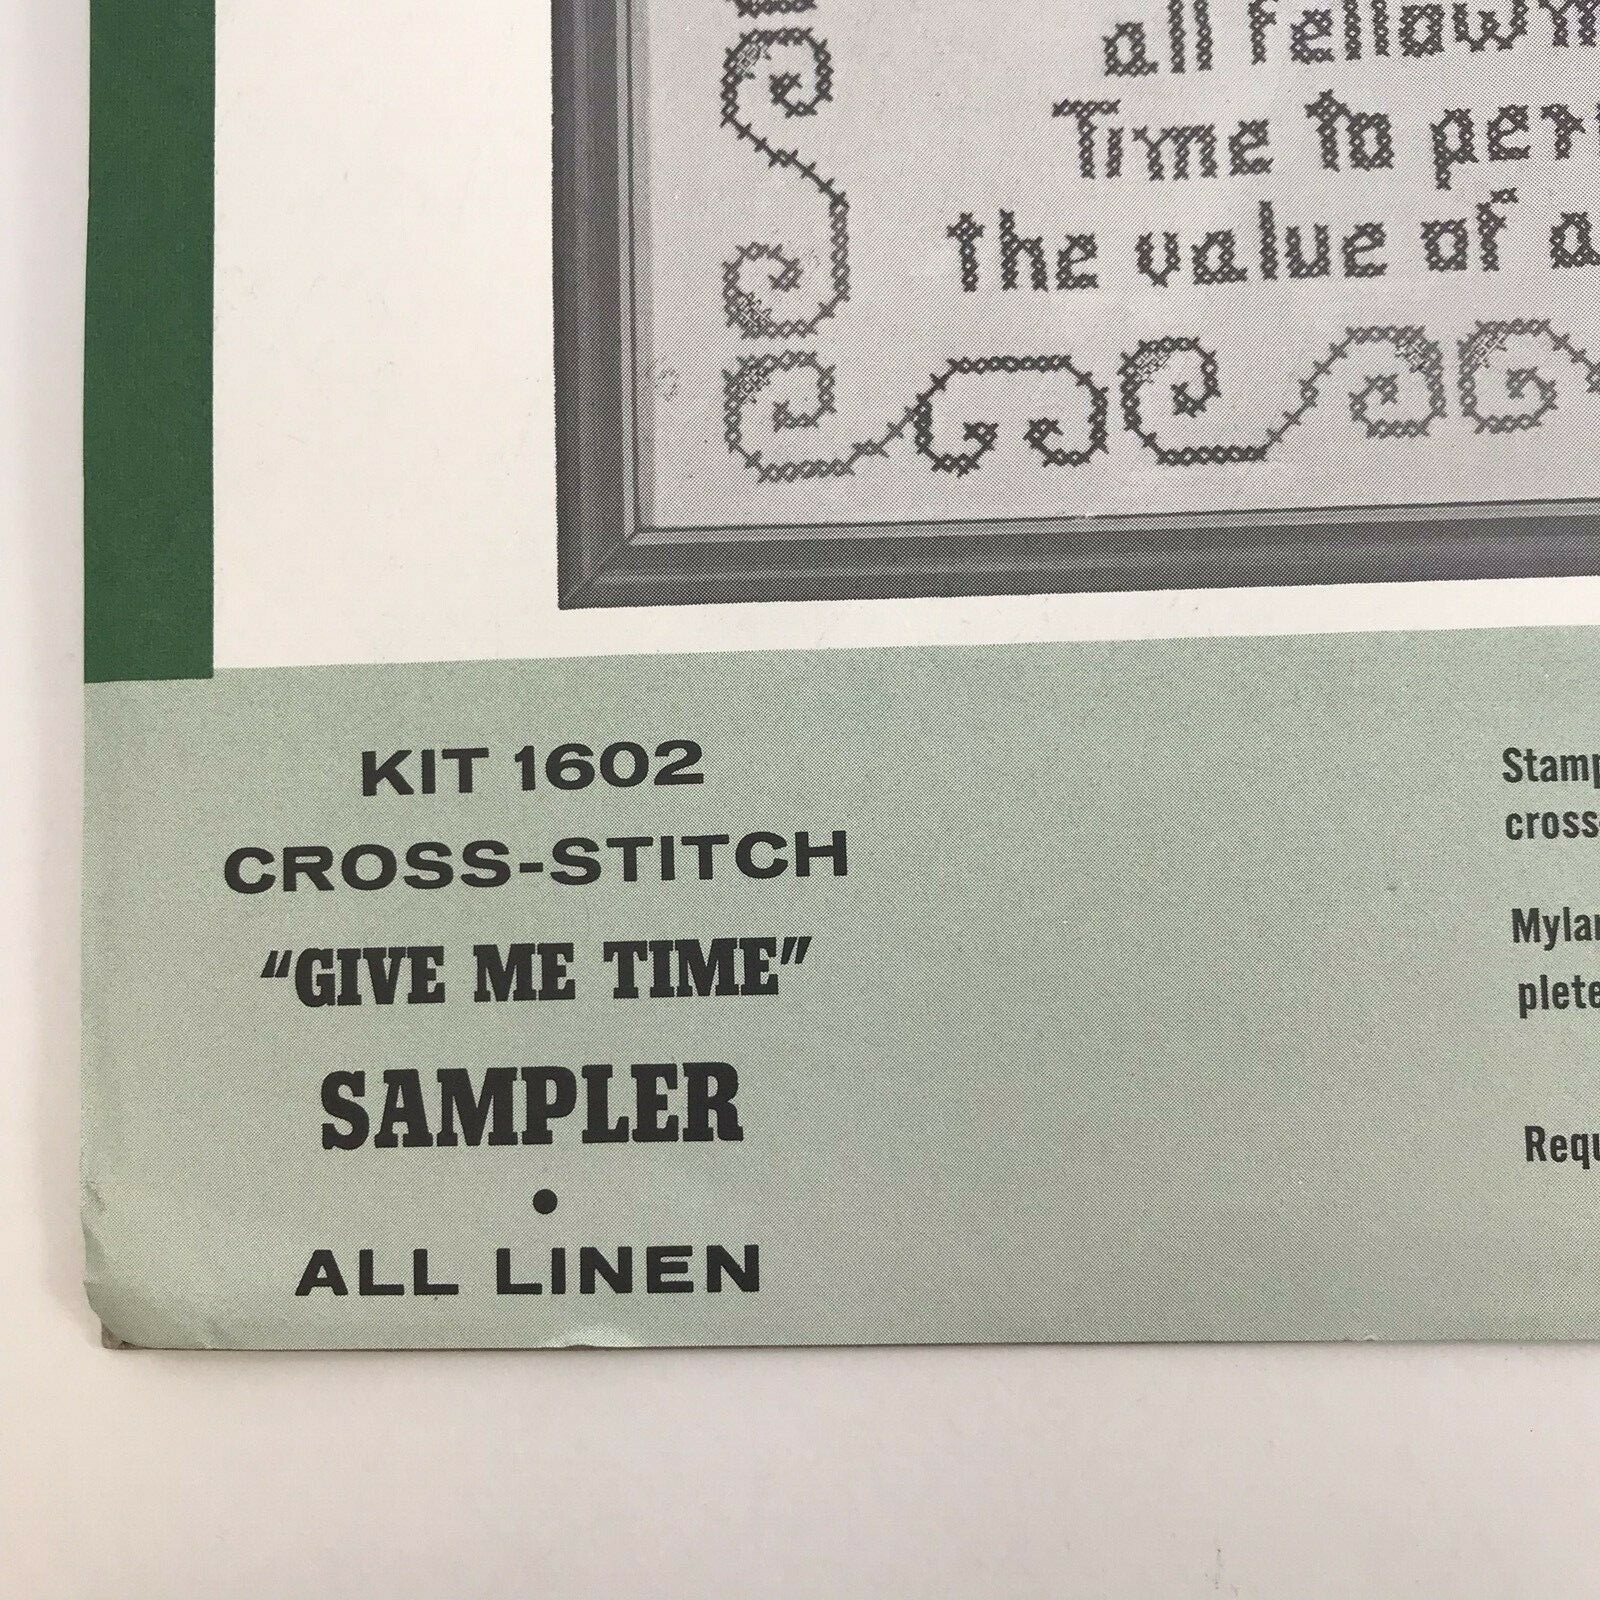 all
Time to
the value of a
KIT 1602
CROSS-STITCH
"GIVE ME TIME"
SAMPLER
•
ALL LINEN
Stamp
cross-
Mylar
plete
Requ